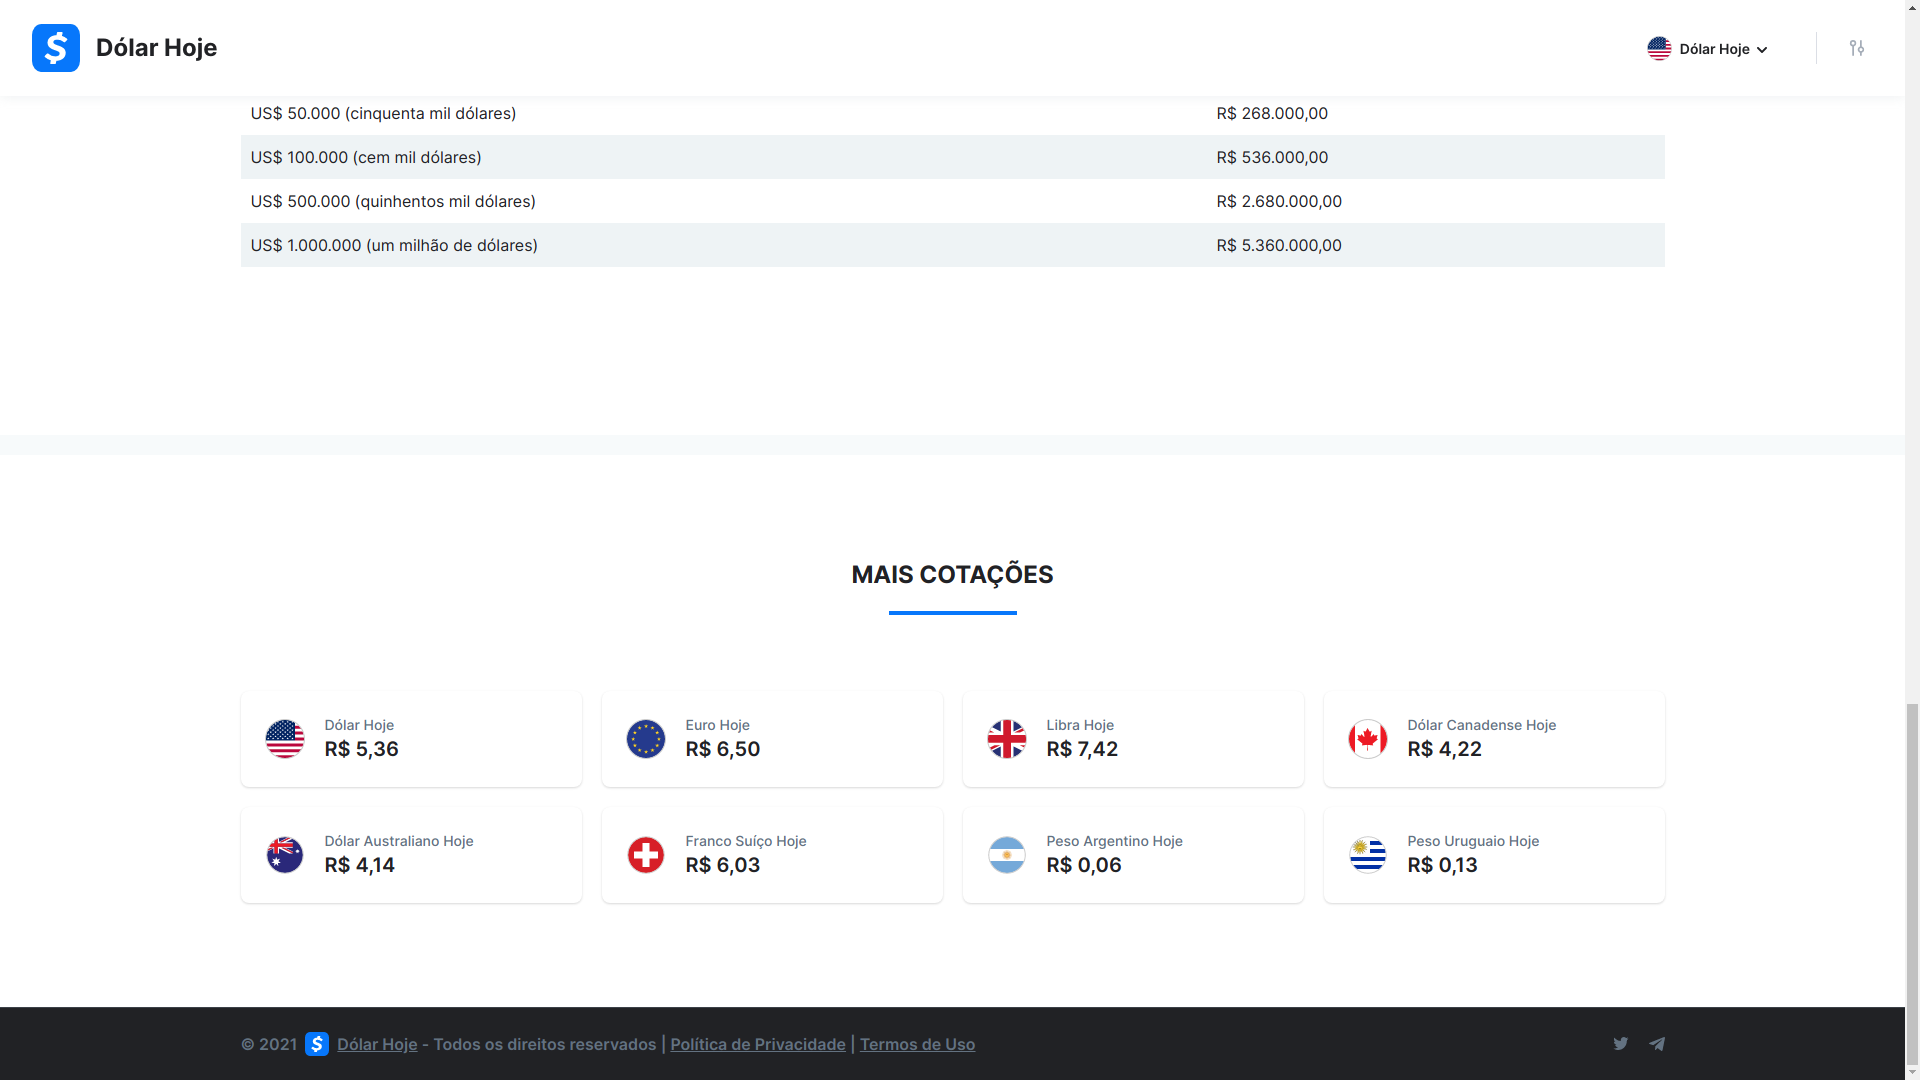 Dólar Hoje
Dólar Hoje
US$ 50.000 (cinquenta mil dólares) R$ 268.000,00
US$ 100.000 (cem mil dólares) R$ 536.000,00
US$ 500.000 (quinhentos mil dólares) R$ 2.680.000,00
US$ 1.000.000 (um milhão de dólares) R$ 5.360.000,00
MAIS COTAÇÕES
Dólar Hoje
R$ 5,36
Euro Hoje
R$ 6,50
Libra Hoje
R$ 7,42
Dólar Canadense Hoje
R$ 4,22
Dólar Australiano Hoje
R$ 4,14
Franco Suíço Hoje
R$ 6,03
Peso Argentino Hoje
R$ 0,06
Peso Uruguaio Hoje
R$ 0,13
© 2021 $ Dólar Hoje - Todos os direitos reservados | Política de Privacidade | Termos de Uso